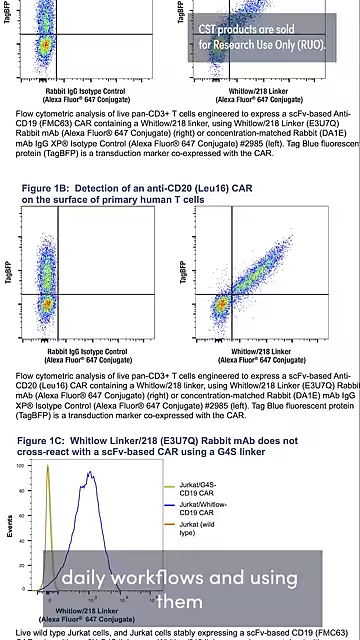 TagBFP
TagBFP
CST products are sold
for Research Use Only (RUO).
Rabbit IgG Isotype Control
(Alexa Fluor® 647 Conjugate)
Whitlow/218 Linker
(Alexa Fluor® 647 Conjugate)
Flow cytometric analysis of live pan-CD3+ T cells engineered to express a scFv-based Anti-
CD19 (FMC63) CAR containing a Whitlow/218 linker, using Whitlow/218 Linker (E3U7Q)
Rabbit mAb (Alexa Fluor® 647 Conjugate) (right) or concentration-matched Rabbit (DA1E)
mAb IgG XP® Isotype Control (Alexa Fluor® 647 Conjugate) #2985 (left). Tag Blue fluorescen
protein (TagBFP) is a transduction marker co-expressed with the CAR.
Figure 1B: Detection of an anti-CD20 (Leu16) CAR
on the surface of primary human T cells
TagBFP
TagBFP
Rabbit IgG Isotype Control
(Alexa Fluor® 647 Conjugate)
Whitlow/218 Linker
(Alexa Fluor® 647 Conjugate)
Flow cytometric analysis of live pan-CD3+ T cells engineered to express a scFv-based Anti-
CD20 (Leu16) CAR containing a Whitlow/218 linker, using Whitlow/218 Linker (E3U7Q) Rabbit
mAb (Alexa Fluor® 647 Conjugate) (right) or concentration-matched Rabbit (DA1E) mAb IgG
XP® Isotype Control (Alexa Fluor® 647 Conjugate) #2985 (left). Tag Blue fluorescent protein
(TagBFP) is a transduction marker co-expressed with the CAR.
Figure 1C: Whitlow Linker/218 (E3U7Q) Rabbit mAb does not
cross-react with a scFv-based CAR using a G4S linker
Events
100
80
60
40
20
0
Jurkat/G4S-
CD19 CAR
Jurkat/Whitlow-
CD19 CAR
Jurkat (wild
type)
daily workflows and using
them
Whitlow/218 Linker
Live wild type Jurkat cells, and Jurkat cells stably expressing a scFv-based CD19 (FMC63)